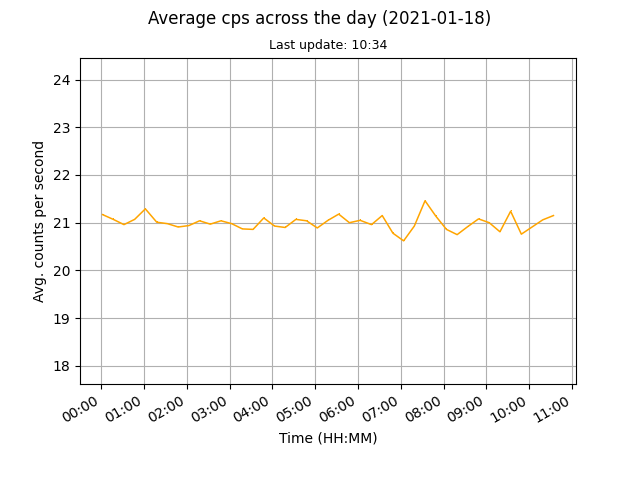 Average cps across the day (2021-01-18)
Last update: 10:34
24
23
22
21
20
19
18
Avg. counts per second
00:00 01:00 02:00 03:00 04:00 05:00 06:00 07:00 08:00 09:00 10:00 11:00
Time (HH:MM)